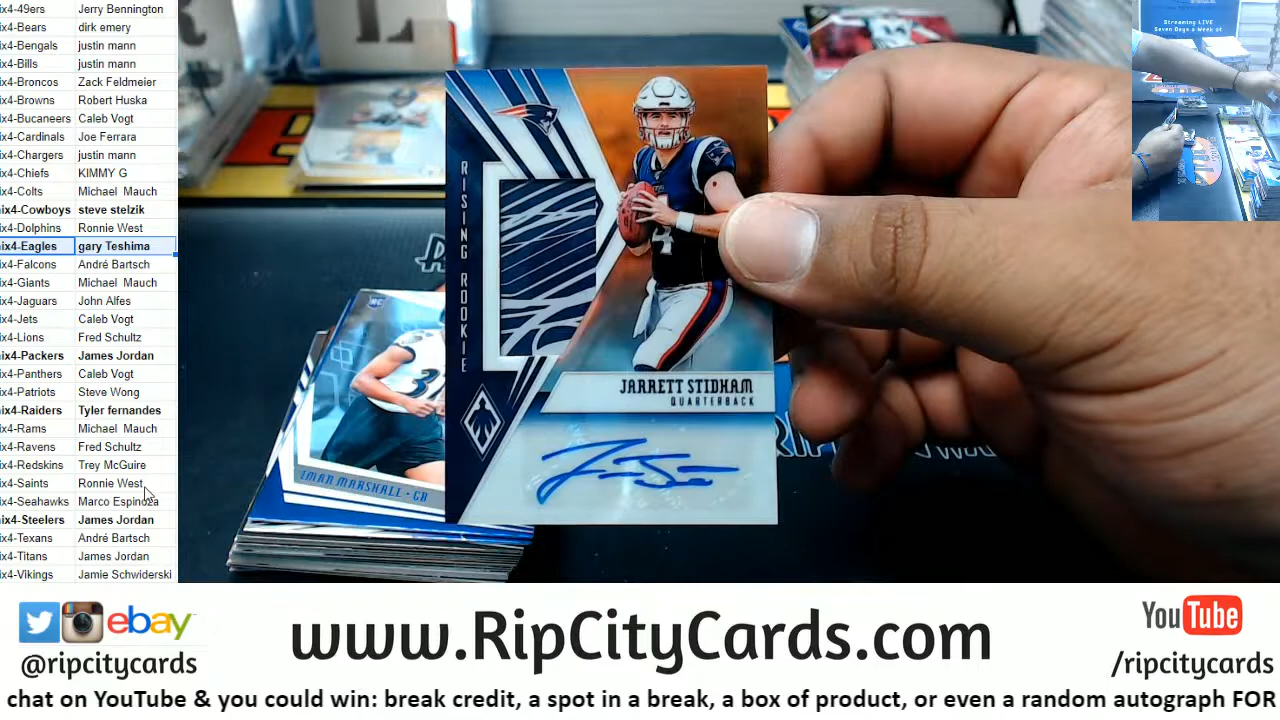 ix4-49ers Jerry Bennington
ix4-Bears dirk emery
ix4-Bengals justin mann
ix4-Bills justin mann
ix4-Broncos Zack Feldmeier
ix4-Browns Robert Huska
ix4-Bucaneers Caleb Vogt
ix4-Cardinals Joe Ferrara
ix4-Chargers justin mann
ix4-Chiefs KIMMY G
ix4-Colts Michael Mauch
ix4-Cowboys steve stelzik
ix4-Dolphins Ronnie West
ix4-Eagles gary Teshima
ix4-Falcons André Bartsch
ix4-Giants Michael Mauch
ix4-Jaguars John Alfes
ix4-Jets Caleb Vogt
ix4-Lions Fred Schultz
ix4-Packers James Jordan
ix4-Panthers Caleb Vogt
ix4-Patriots Steve Wong
ix4-Raiders Tyler fernandes
ix4-Rams Michael Mauch
ix4-Ravens Fred Schultz
ix4-Redskins Trey McGuire
ix4-Saints Ronnie West
ix4-Seahawks Marco Espinoza
ix4-Steelers James Jordan
ix4-Texans André Bartsch
ix4-Titans James Jordan
ix4-Vikings Jamie Schwiderski
Streaming LIVE
Seven Days a Week at
RISING ROOKIE
4
JARRETT STIDHAM
QUARTERBACK
RC
IMAN MARSHALL • CB
ebay
@ripcitycards
www.RipCityCards.com
YouTube
/ripcitycards
chat on YouTube & you could win: break credit, a spot in a break, a box of product, or even a random autograph FOR